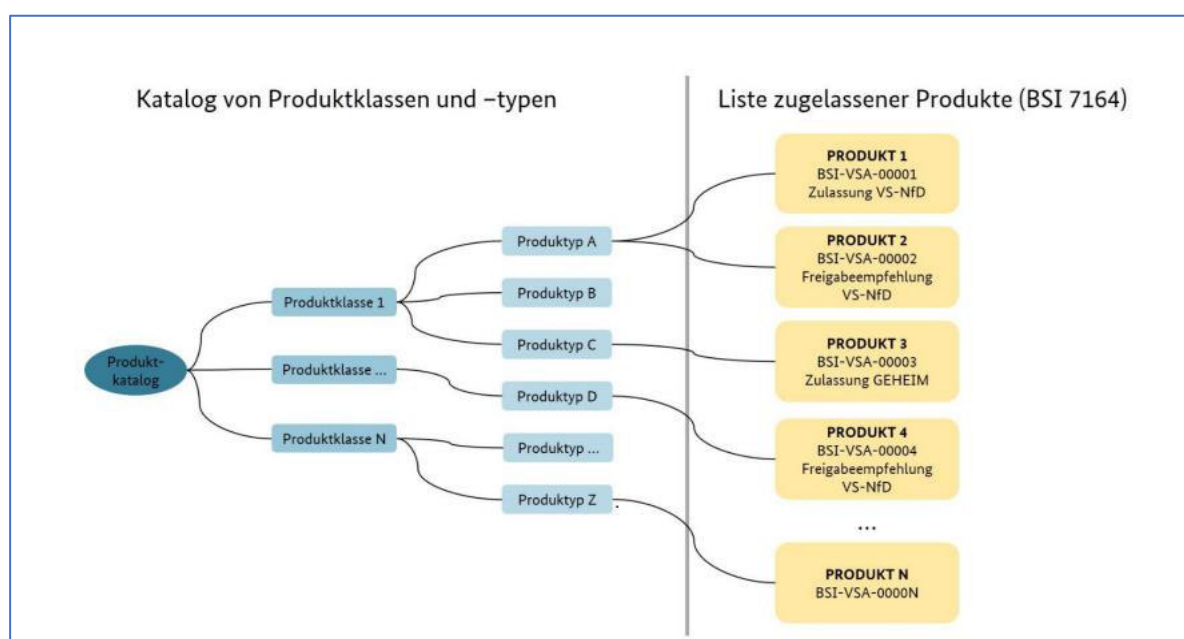 Katalog von Produktklassen und –typen
Liste zugelassener Produkte (BSI 7164)
Produkt-
katalog
Produktklasse 1
Produktklasse ...
Produktklasse N
Produktyp A
Produktyp B
Produktyp C
Produktyp D
Produktyp ...
Produktyp Z
.
PRODUKT 1
BSI-VSA-00001
Zulassung VS-NfD
PRODUKT 2
BSI-VSA-00002
Freigabeempfehlung
VS-NfD
PRODUKT 3
BSI-VSA-00003
Zulassung GEHEIM
PRODUKT 4
BSI-VSA-00004
Freigabeempfehlung
VS-NfD
...
PRODUKT N
BSI-VSA-0000N